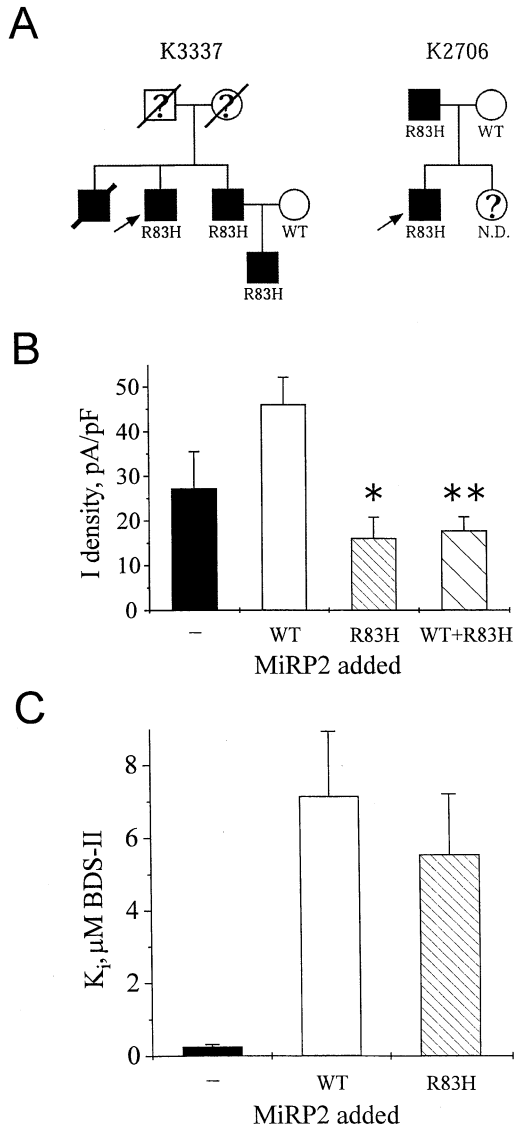 A
K3337 K2706
? ?
R83H WT
?
R83H R83H WT R83H N.D.
R83H
B
I density, pA/pF
50
40
30
20
10
0
* **
– WT R83H WT+R83H
MiRP2 added
C
Ki, μM BDS-II
8
6
4
2
0
– WT R83H
MiRP2 added